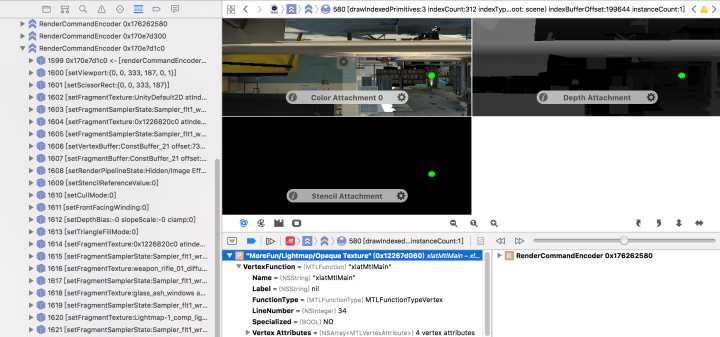 RenderCommandEncoder 0x176262580
RenderCommandEncoder 0x170e7d300
RenderCommandEncoder 0x170e7d1c0
1599 0x170e7d1c0 <- [renderCommandEncoder...
1600 [setViewport:{0, 0, 333, 187, 0, 1}]
1601 [setScissorRect:{0, 0, 333, 187}]
1602 [setFragmentTexture:UnityDefault2D atInde...
1603 [setFragmentSamplerState:Sampler_flt1_wr...
1604 [setFragmentTexture:0x1226820c0 atIndex...
1605 [setFragmentSamplerState:Sampler_flt1_w...
1606 [setVertexBuffer:ConstBuffer_21 offset:73...
1607 [setFragmentBuffer:ConstBuffer_21 offset:...
1608 [setRenderPipelineState:Hidden/Image Eff...
1609 [setStencilReferenceValue:0]
1610 [setCullMode:0]
1611 [setFrontFacingWinding:0]
1612 [setDepthBias:-0 slopeScale:-0 clamp:0]
1613 [setTriangleFillMode:0]
1614 [setFragmentTexture:0x1226820c0 atIndex...
1615 [setFragmentSamplerState:Sampler_flt1_w...
1616 [setFragmentTexture:weapon_rifle_01_diffu...
1617 [setFragmentSamplerState:Sampler_flt1_wr...
1618 [setFragmentTexture:glass_ash_windows a...
1619 [setFragmentSamplerState:Sampler_flt1_wr...
1620 [setFragmentTexture:Lightmap-1_comp_lig...
1621 [setFragmentSamplerState:Sampler_flt1_wr...
580 [drawIndexedPrimitives:3 indexCount:312 indexTyp...oot: scene) indexBufferOffset:199644 instanceCount:1]
Color Attachment 0
Depth Attachment
Stencil Attachment
580 [drawIndexed...instanceCount:1]
"MoreFun/Lightmap/Opaque Texture" (0x12267d060) xlatMtlMain – xl...
VertexFunction = (MTLFunction) "xlatMtlMain"
Name = (NSString) "xlatMtlMain"
Label = (NSString) nil
FunctionType = (MTLFunctionType) MTLFunctionTypeVertex
LineNumber = (NSInteger) 34
Specialized = (BOOL) NO
Vertex Attributes = (NSArray<MTLVertexAttribute>) 4 vertex attributes
RenderCommandEncoder 0x176262580